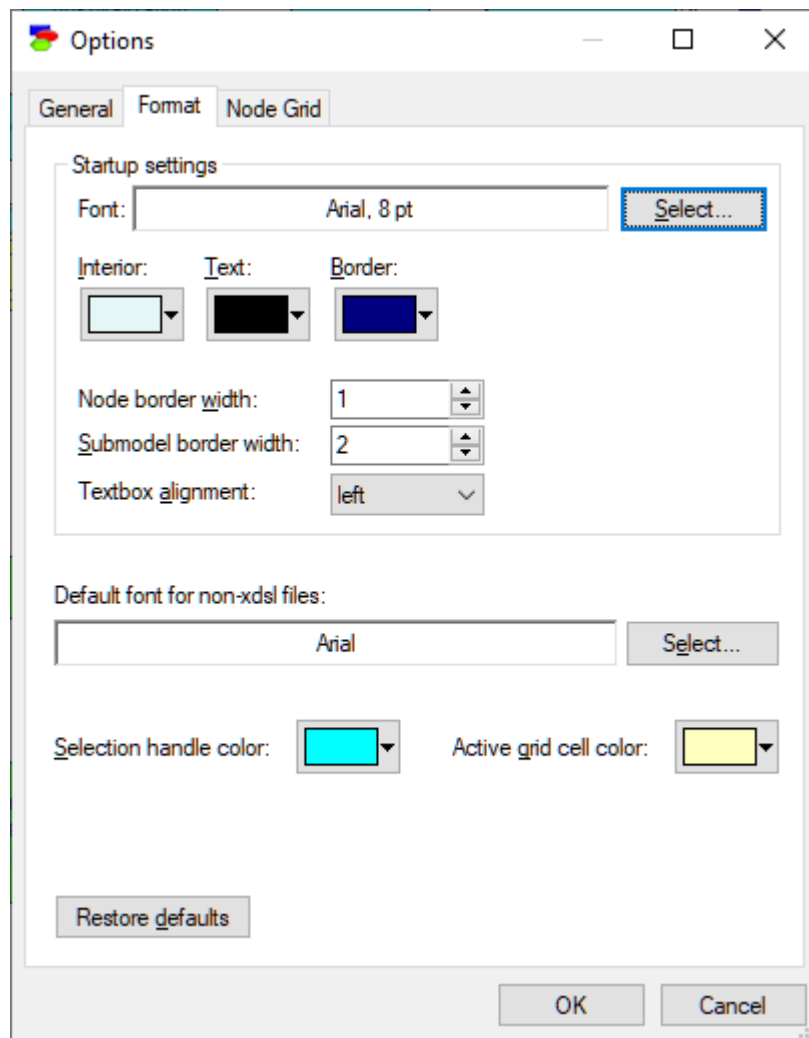 Options
General Format Node Grid
Startup settings
Font: Arial, 8 pt Select...
Interior: Text: Border:
Node border width: 1
Submodel border width: 2
Textbox alignment: left
Default font for non-xdsl files:
Arial Select...
Selection handle color: Active grid cell color:
Restore defaults
OK Cancel